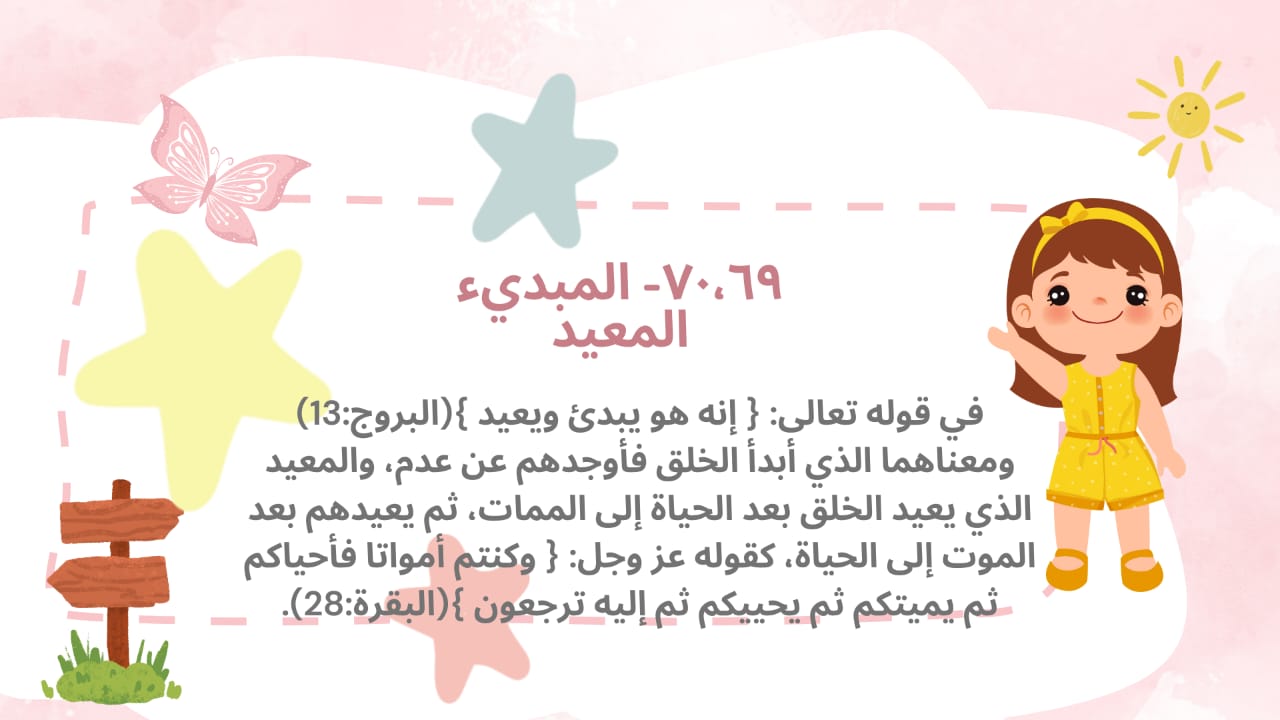 ٧٠،٦٩- المبديء
المعيد
في قوله تعالى: { إنه هو يبدئ ويعيد }(البروج:13)
ومعناهما الذي أبدأ الخلق فأوجدهم عن عدم، والمعيد
الذي يعيد الخلق بعد الحياة إلى الممات، ثم يعيدهم بعد
الموت إلى الحياة، كقوله عز وجل: { وكنتم أمواتا فأحياكم
ثم يميتكم ثم يحييكم ثم إليه ترجعون }(البقرة:28).